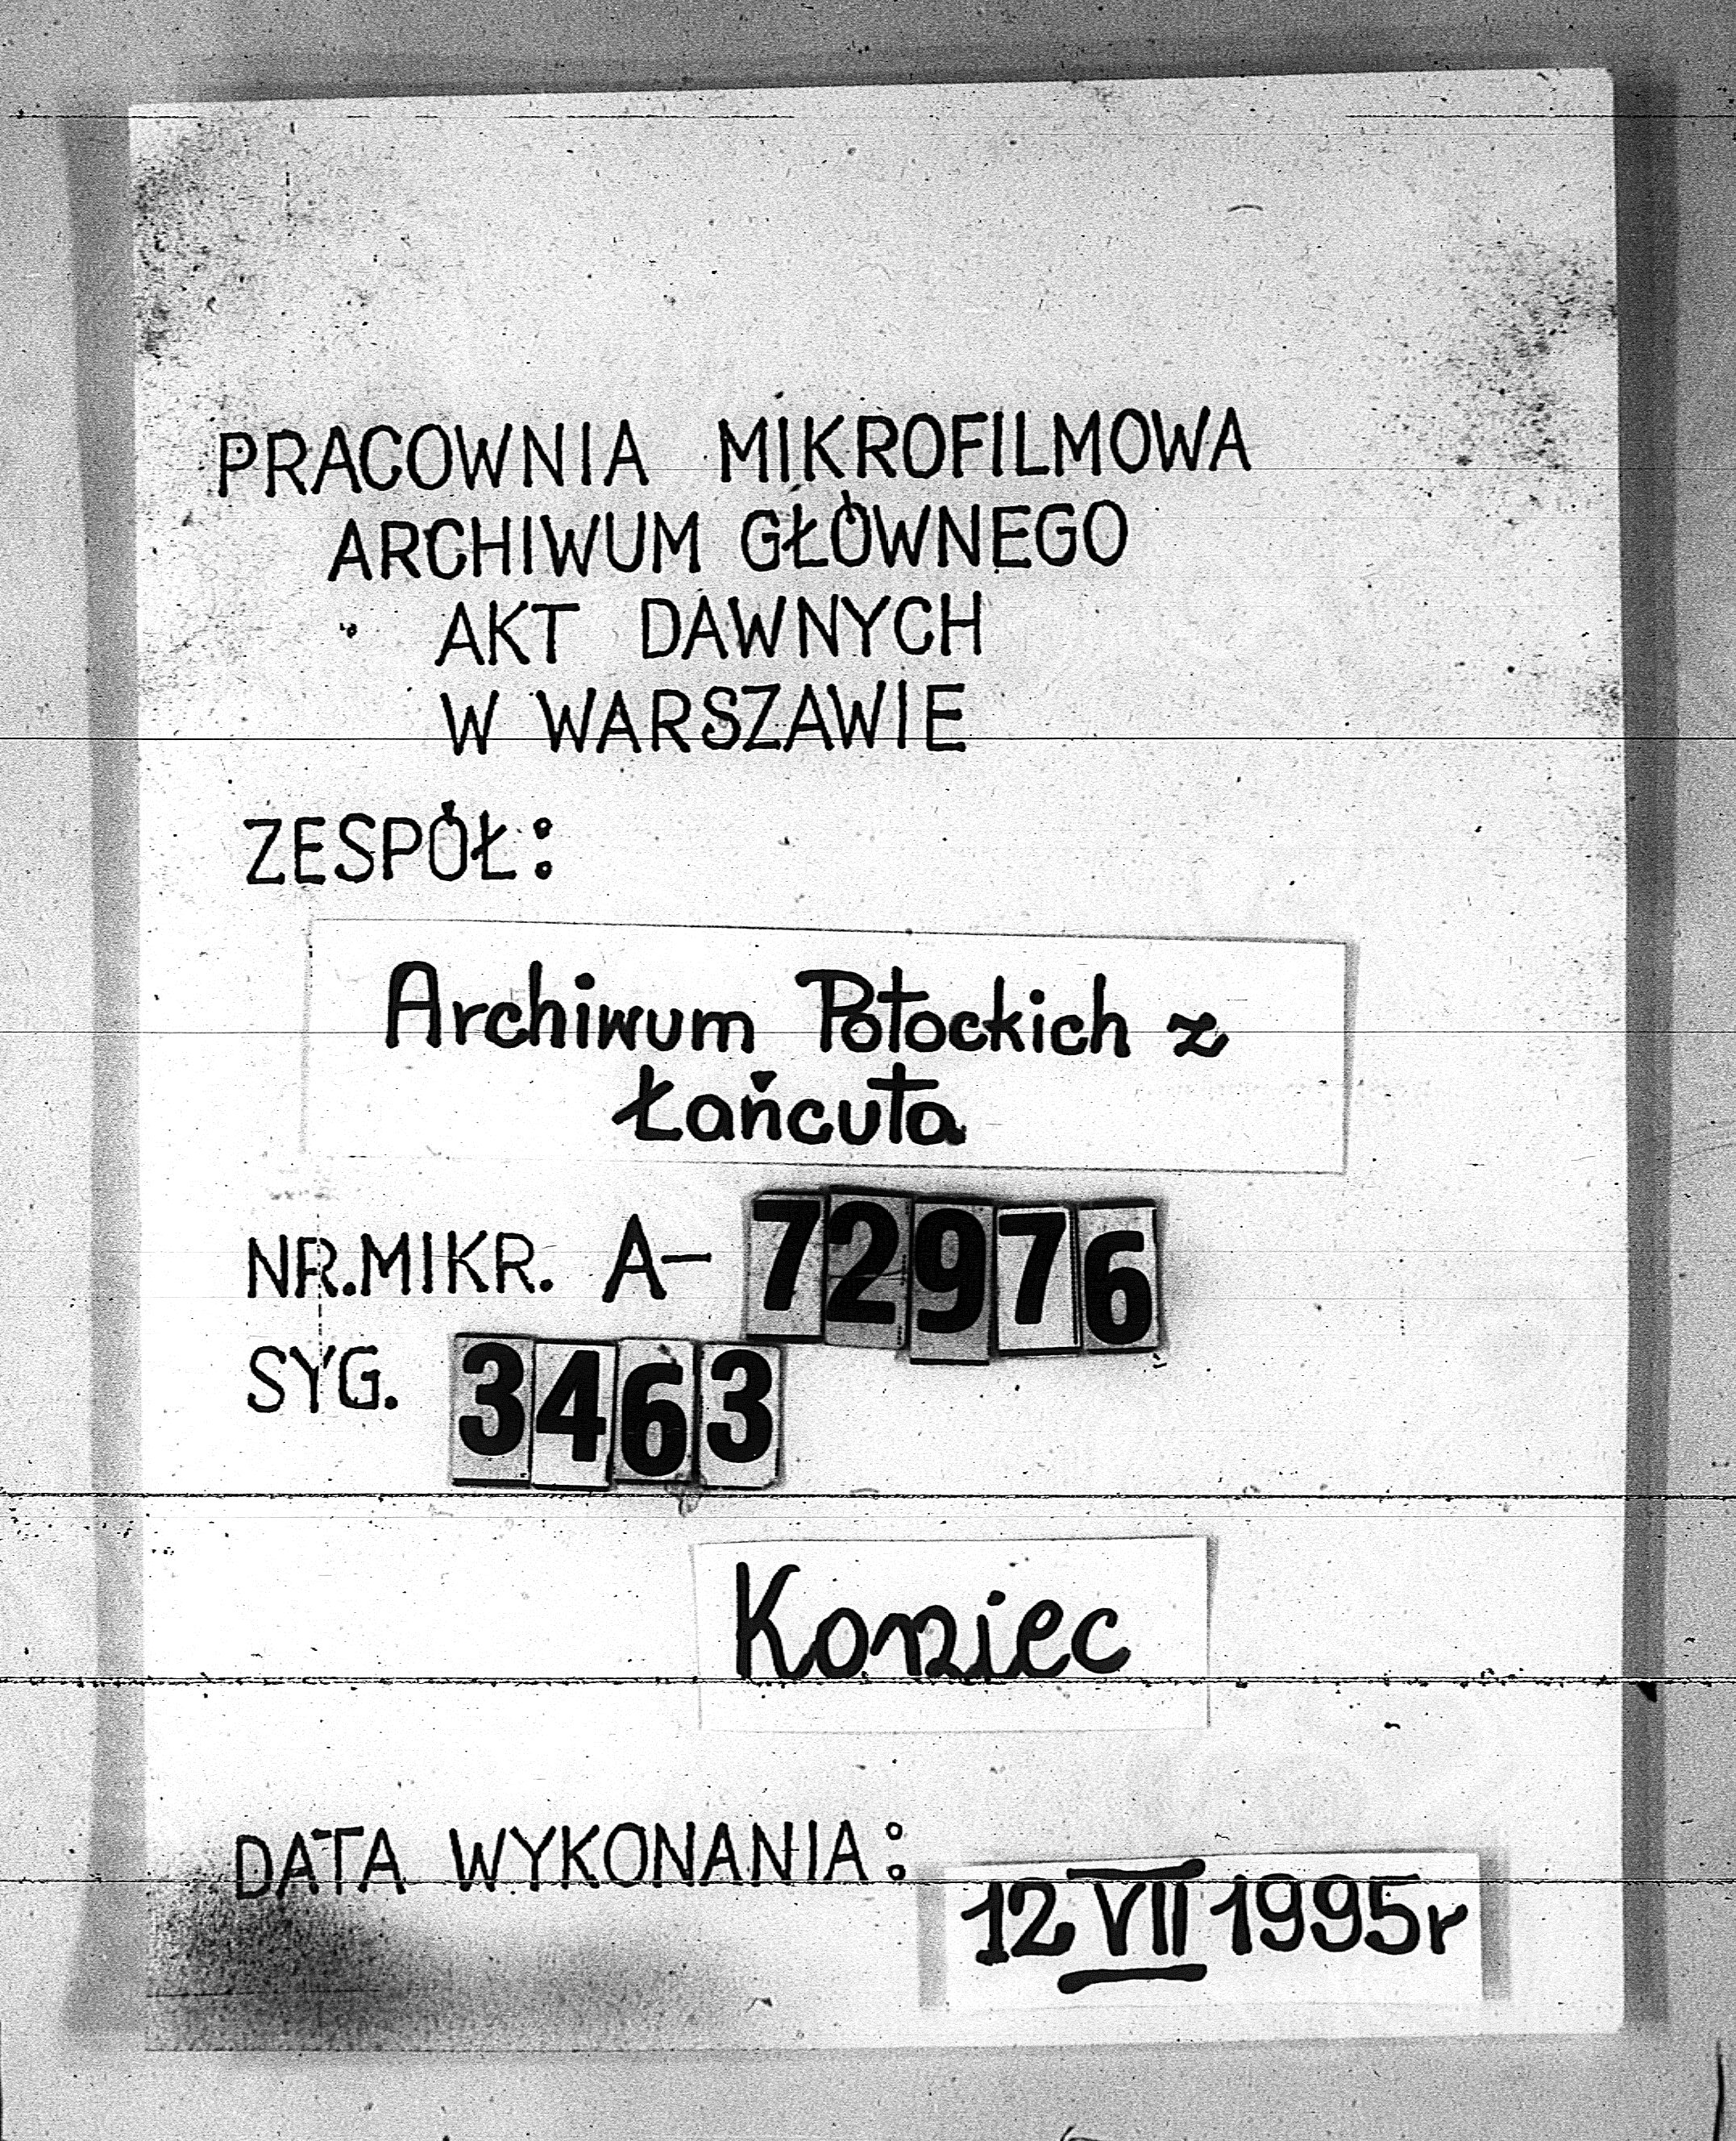 PRACOWNIA MIKROFILMOWA
ARCHIWUM GŁÓWNEGO
AKT DAWNYCH
W WARSZAWIE
ZESPÓŁ:
Archiwum Potockich z
Łańcuta
NR.MIKR. A- 72976
SYG. 3463
Koniec
DATA WYKONANIA: 12 VII 1995r